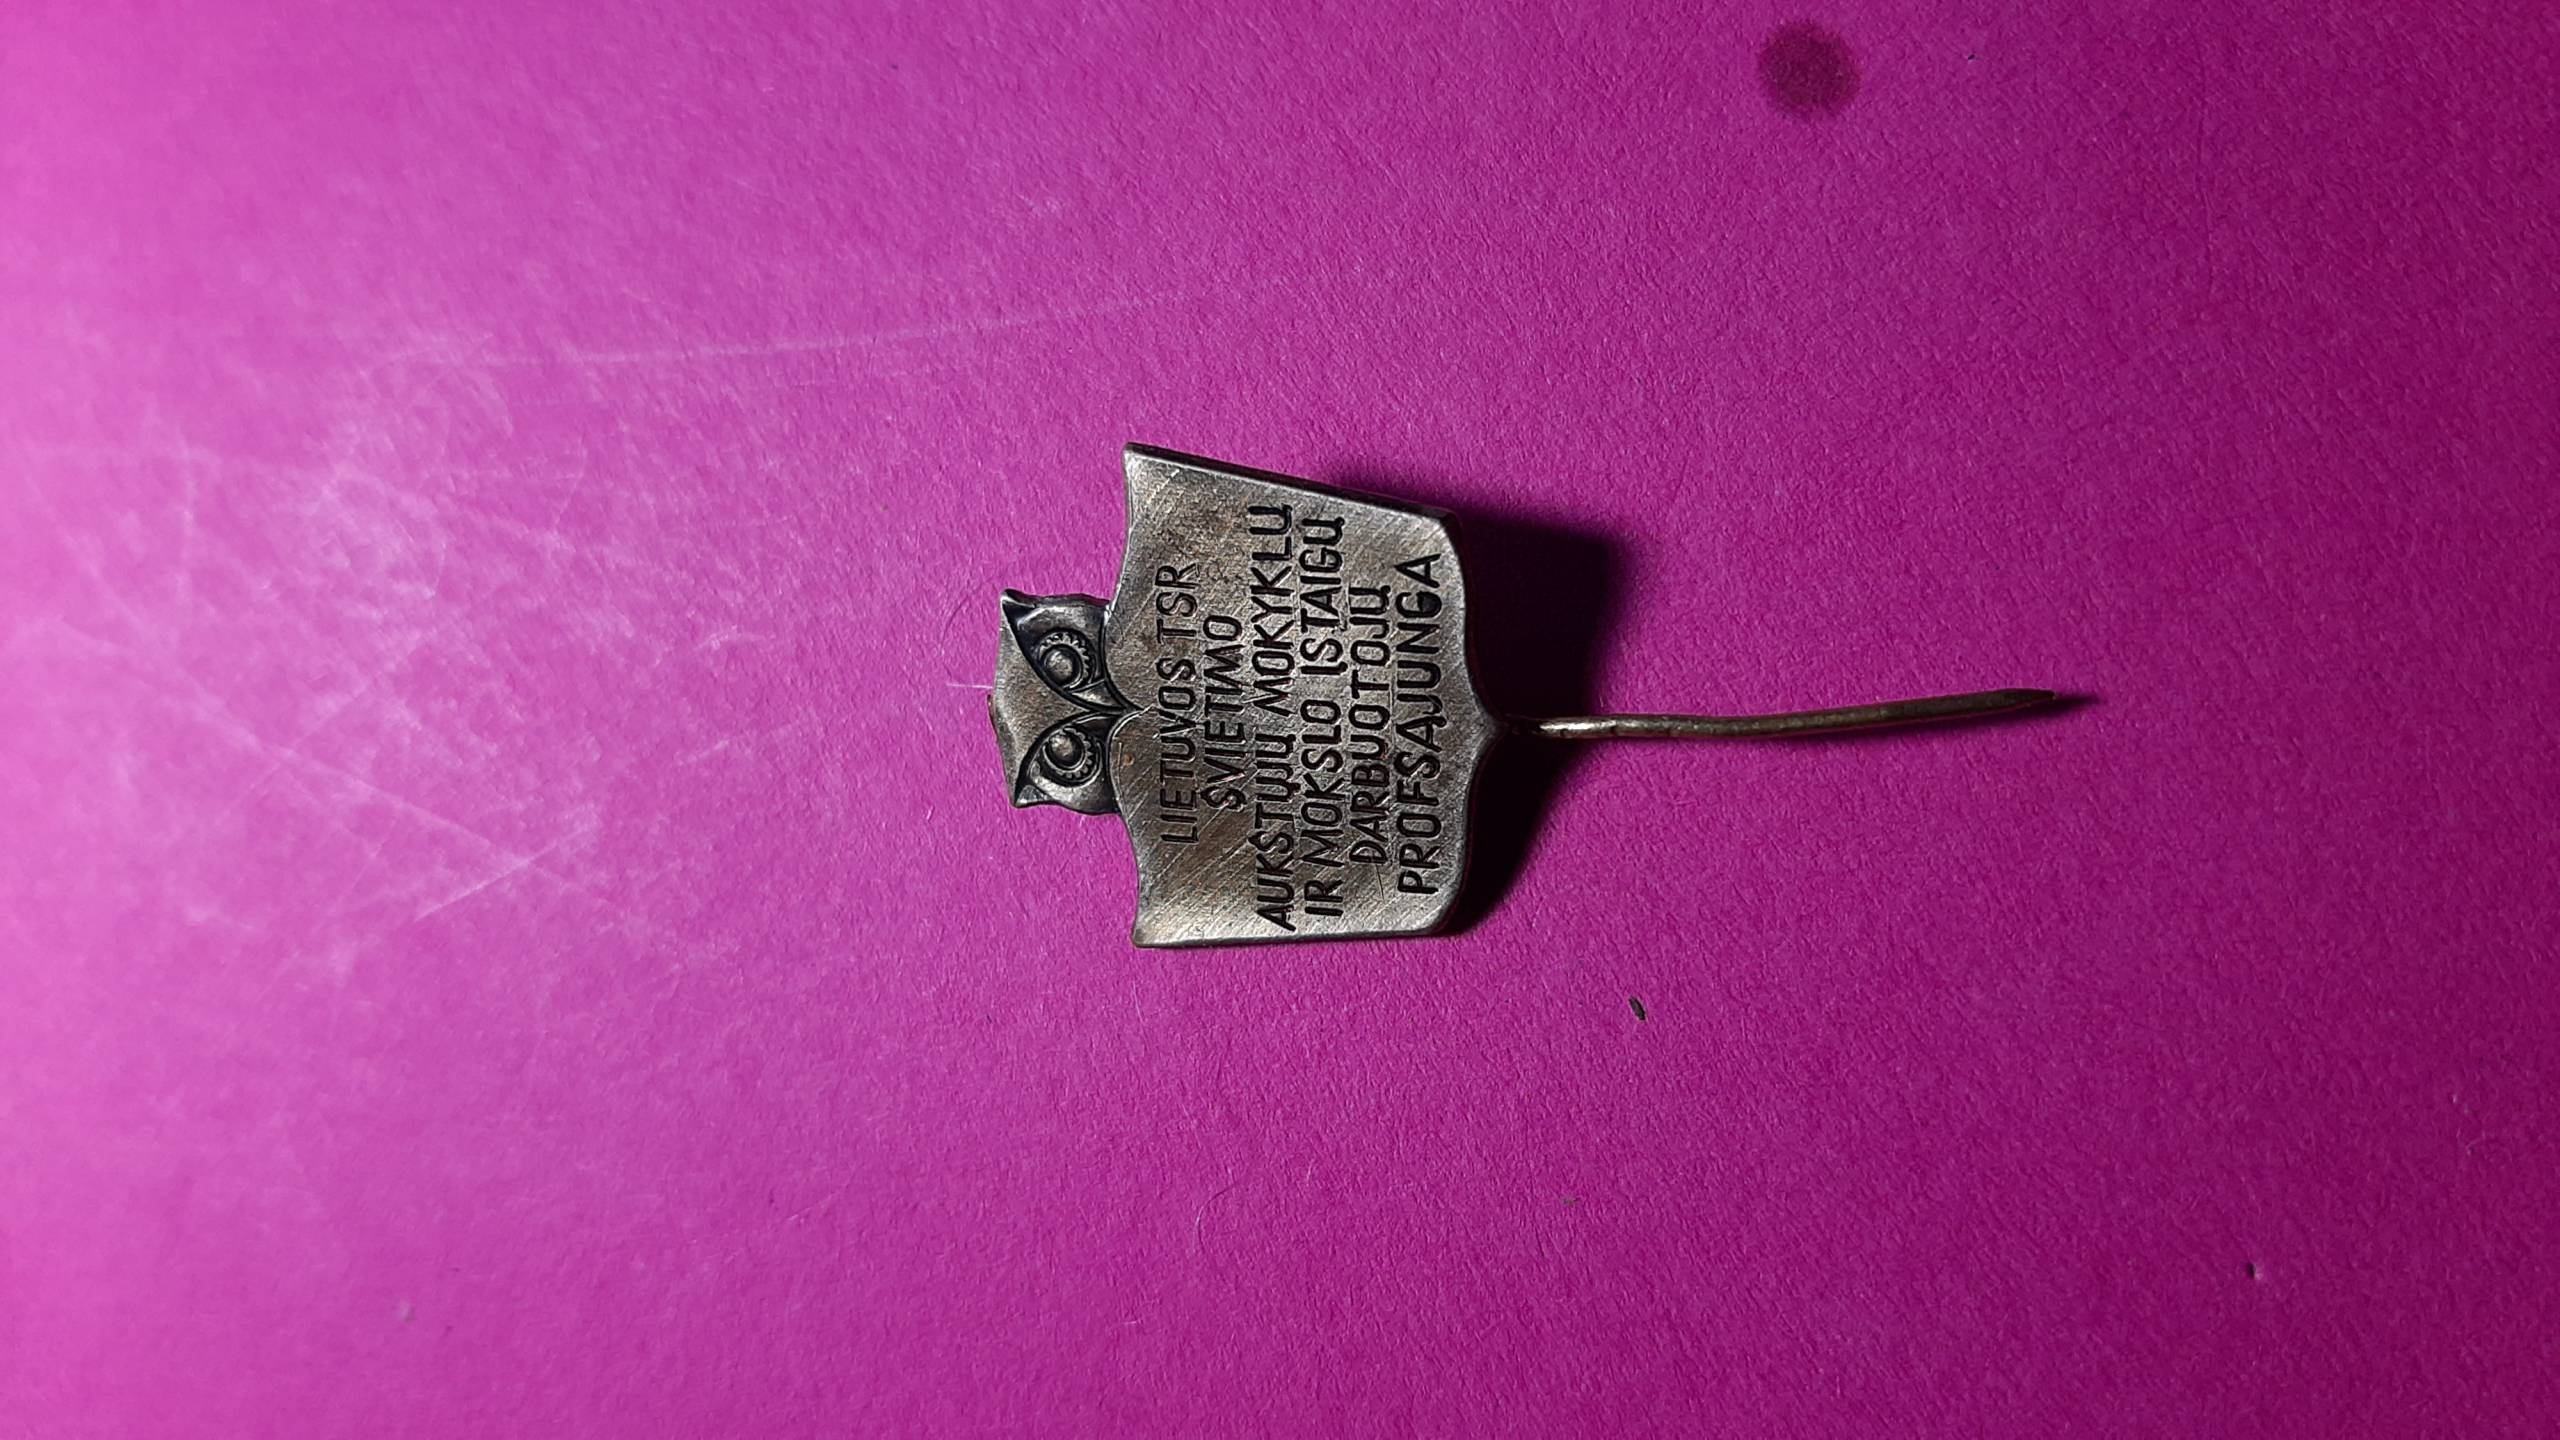 LIETUVOS TSR
ŠVIETIMO
AUKŠTŲJŲ MOKYKLŲ
IR MOKSLO ĮSTAIGŲ
DARBUOTOJŲ
PROFSĄJUNGA